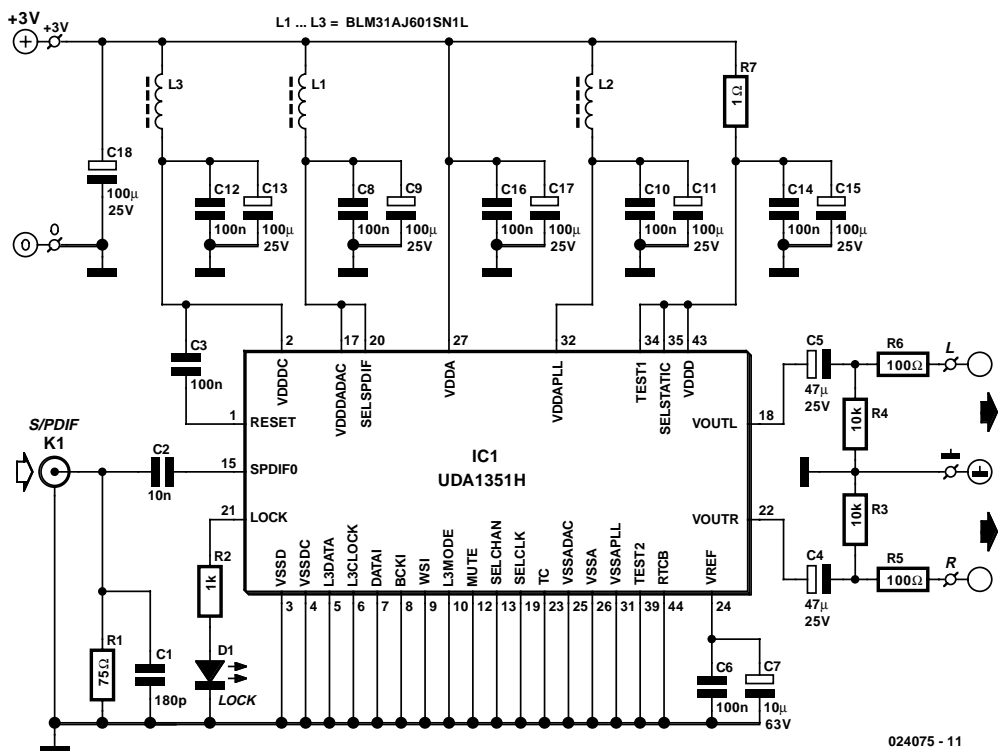 +3V
+3V
L1 ... L3 = BLM31AJ601SN1L
L3
L1
L2
R7
1Ω
C18
100µ
25V
0
0
C12
100n
C13
100µ
25V
C8
100n
C9
100µ
25V
C16
100n
C17
100µ
25V
C10
100n
C11
100µ
25V
C14
100n
C15
100µ
25V
C3
100n
2
17
20
27
32
34
35
43
VDDDC
VDDDADAC
SELSPDIF
VDDA
VDDAPLL
TEST1
SELSTATIC
VDDD
1
RESET
S/PDIF
K1
C2
10n
15
SPDIF0
21
LOCK
IC1
UDA1351H
VOUTL
18
VOUTR
22
C5
47µ
25V
R6
100Ω
L
R4
10k
R3
10k
C4
47µ
25V
R5
100Ω
R
VSSD
VSSDC
L3DATA
L3CLOCK
DATAI
BCKI
WSI
L3MODE
MUTE
SELCHAN
SELCLK
TC
VSSADAC
VSSA
VSSAPLL
TEST2
RTCB
VREF
3
4
5
6
7
8
9
10
12
13
19
23
25
26
31
39
44
24
R2
1k
D1
LOCK
R1
75Ω
C1
180p
C6
100n
C7
10µ
63V
024075 - 11